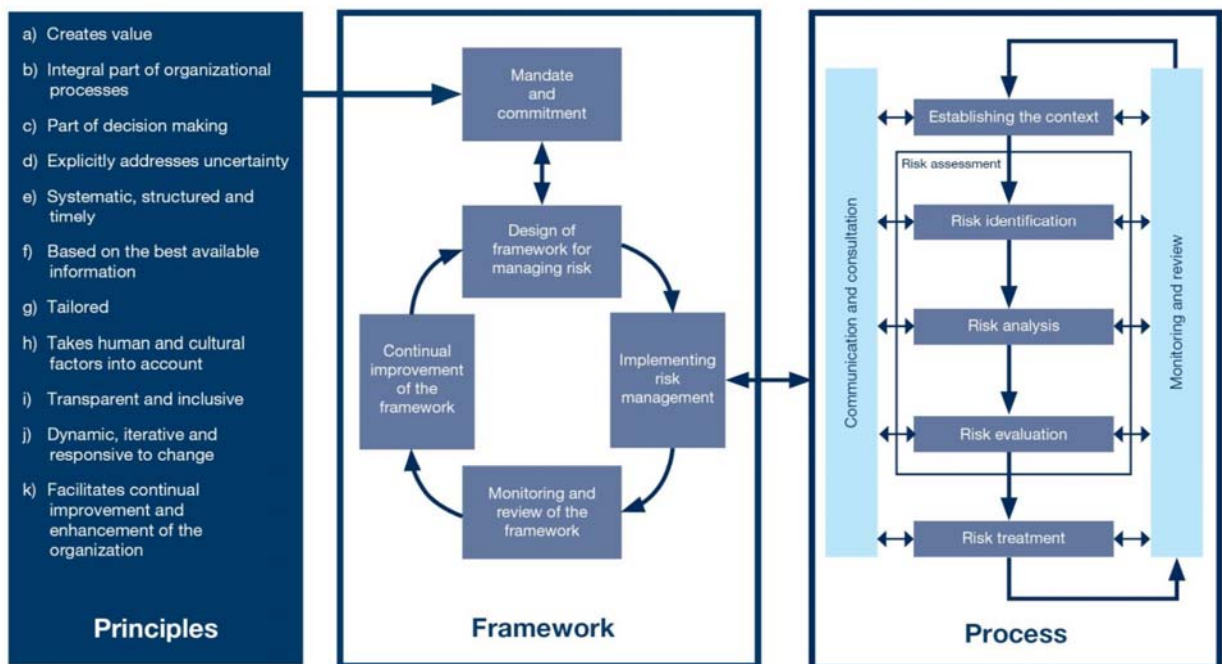 a) Creates value
b) Integral part of organizational
processes
c) Part of decision making
d) Explicitly addresses uncertainty
e) Systematic, structured and
timely
f) Based on the best available
information
g) Tailored
h) Takes human and cultural
factors into account
i) Transparent and inclusive
j) Dynamic, iterative and
responsive to change
k) Facilitates continual
improvement and
enhancement of the
organization
Principles
Mandate
and
commitment
Design of
framework for
managing risk
Continual
improvement
of the
framework
Implementing
risk
management
Monitoring and
review of the
framework
Framework
Communication and consultation
Establishing the context
Risk assessment
Risk identification
Risk analysis
Risk evaluation
Risk treatment
Monitoring and review
Process